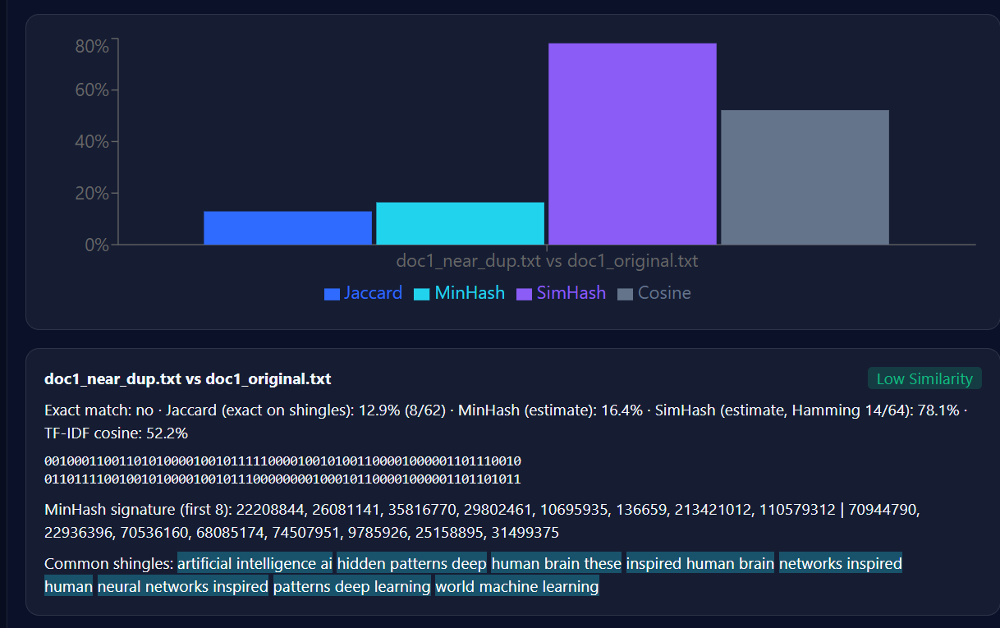 80%
60%
40%
20%
0%
doc1_near_dup.txt vs doc1_original.txt
Jaccard MinHash SimHash Cosine
doc1_near_dup.txt vs doc1_original.txt Low Similarity
Exact match: no · Jaccard (exact on shingles): 12.9% (8/62) · MinHash (estimate): 16.4% · SimHash (estimate, Hamming 14/64): 78.1% ·
TF-IDF cosine: 52.2%
0010001100110101000010010111110000100101001100001000001101110010
0110111100100101000010010111000000001000101100001000001101101011
MinHash signature (first 8): 22208844, 26081141, 35816770, 29802461, 10695935, 136659, 213421012, 110579312 | 70944790,
22936396, 70536160, 68085174, 74507951, 9785926, 25158895, 31499375
Common shingles: artificial intelligence ai hidden patterns deep human brain these inspired human brain networks inspired
human neural networks inspired patterns deep learning world machine learning